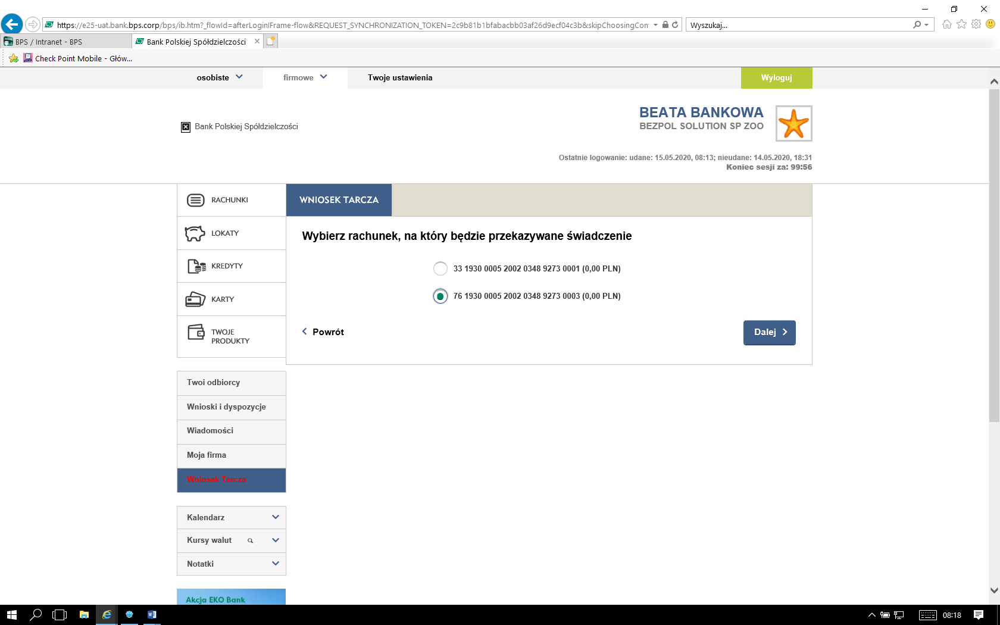 https://e25-uat.bank.bps.corp/bps/ib.htm?_flowId=afterLoginIFrame-flow&REQUEST_SYNCHRONIZATION_TOKEN=2c9b81b1bfabacbb03af26d9ecf04c3b&skipChoosingCon
Wyszukaj...
BPS / Intranet - BPS
Bank Polskiej Spółdzielczości
Check Point Mobile - Głów...
osobiste
firmowe
Twoje ustawienia
Wyloguj
BEATA BANKOWA
BEZPOL SOLUTION SP ZOO
Bank Polskiej Spółdzielczości
Ostatnie logowanie: udane: 15.05.2020, 08:13; nieudane: 14.05.2020, 18:31
Koniec sesji za: 99:56
RACHUNKI
LOKATY
KREDYTY
KARTY
TWOJE
PRODUKTY
WNIOSEK TARCZA
Wybierz rachunek, na który będzie przekazywane świadczenie
33 1930 0005 2002 0348 9273 0001 (0,00 PLN)
76 1930 0005 2002 0348 9273 0003 (0,00 PLN)
Powrót
Dalej
Twoi odbiorcy
Wnioski i dyspozycje
Wiadomości
Moja firma
Wniosek Tarcza
Kalendarz
Kursy walut
Notatki
Akcja EKO Bank
08:18